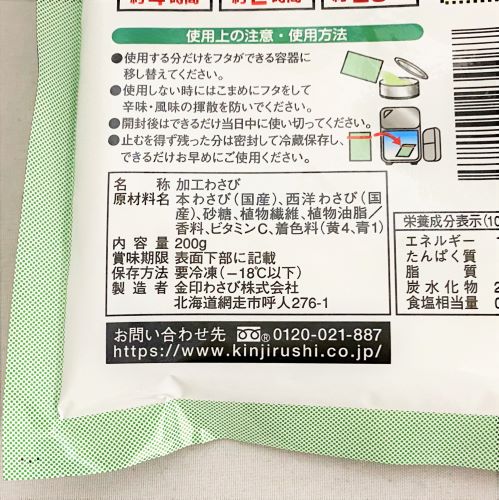 使用上の注意・使用方法
●使用する分だけをフタができる容器に
移し替えてください。
●使用しない時にはこまめにフタをして
辛味・風味の揮散を防いでください。
●開封後はできるだけ当日中に使い切ってください。
●止むを得ず残った分は密封して冷蔵保存し、
できるだけお早めにご使用ください。
名称 加工わさび
原材料名 本わさび(国産)、西洋わさび(国
産)、砂糖、植物繊維、植物油脂/
香料、ビタミンC、着色料(黄4、青1)
内容量 200g
賞味期限 表面下部に記載
保存方法 要冷凍(−18℃以下)
製造者 金印わさび株式会社
北海道網走市呼人276-1
栄養成分表示(10
エネルギー
たんぱく質
脂質
炭水化物 2
食塩相当量 0
お問い合わせ先 ® 0120-021-887
https://www.kinjirushi.co.jp/